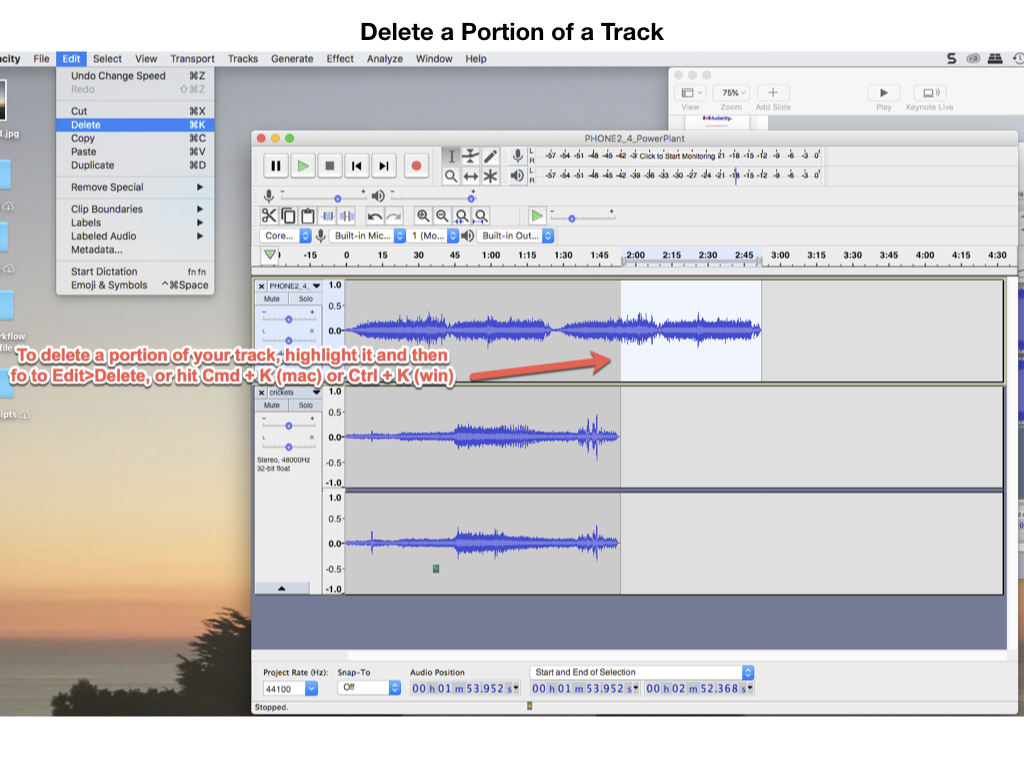 Delete a Portion of a Track
acity File Edit Select View Transport Tracks Generate Effect Analyze Window Help
Undo Change Speed ⌘Z
Redo ⇧⌘Z
Cut ⌘X
Delete ⌘K
Copy ⌘C
Paste ⌘V
Duplicate ⌘D
Remove Special
Clip Boundaries
Labels
Labeled Audio
Metadata...
Start Dictation fn fn
Emoji & Symbols ^⌘Space
1.jpg
rkflow
file
ipts
75%
View Zoom Add Slide Play Keynote Live
Audacity
PHONE2_4_PowerPlant
L -57 -54 -51 -48 -45 -42 -3 Click to Start Monitoring 21 -18 -15 -12 -9 -6 -3 0
R
L -57 -54 -51 -48 -45 -42 -39 -36 -33 -30 -27 -24 -21 -18 -15 -12 -9 -6 -3 0
R
Core... Built-in Mic... 1 (Mo... Built-in Out...
-15 0 15 30 45 1:00 1:15 1:30 1:45 2:00 2:15 2:30 2:45 3:00 3:15 3:30 3:45 4:00 4:15 4:30
PHONE2_4_
Mute Solo
- +
L R
1.0
0.5
0.0
To delete a portion of your track, highlight it and then
fo to Edit>Delete, or hit Cmd + K (mac) or Ctrl + K (win)
crickets
Mute Solo
- +
L R
Stereo, 48000Hz
32-bit float
1.0
0.5
0.0
-0.5
-1.0
1.0
0.5
0.0
-0.5
-1.0
Project Rate (Hz): Snap-To Audio Position Start and End of Selection
44100 Off 00 h 01 m 53.952 s 00 h 01 m 53.952 s 00 h 02 m 52.368 s
Stopped.